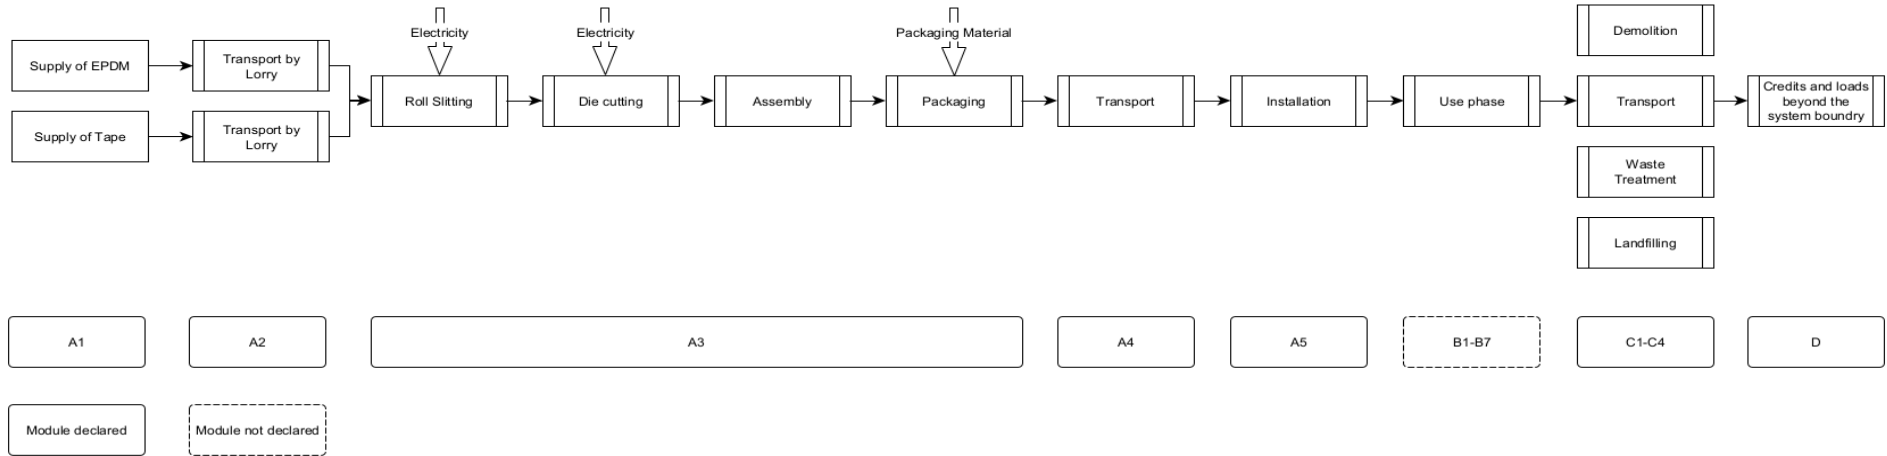 Supply of EPDM
Supply of Tape
Transport by
Lorry
Transport by
Lorry
Electricity
Roll Slitting
Electricity
Die cutting
Assembly
Packaging Material
Packaging
Transport
Installation
Use phase
Demolition
Transport
Waste
Treatment
Landfilling
Credits and loads
beyond the
system boundry
A1
A2
A3
A4
A5
B1-B7
C1-C4
D
Module declared
Module not declared